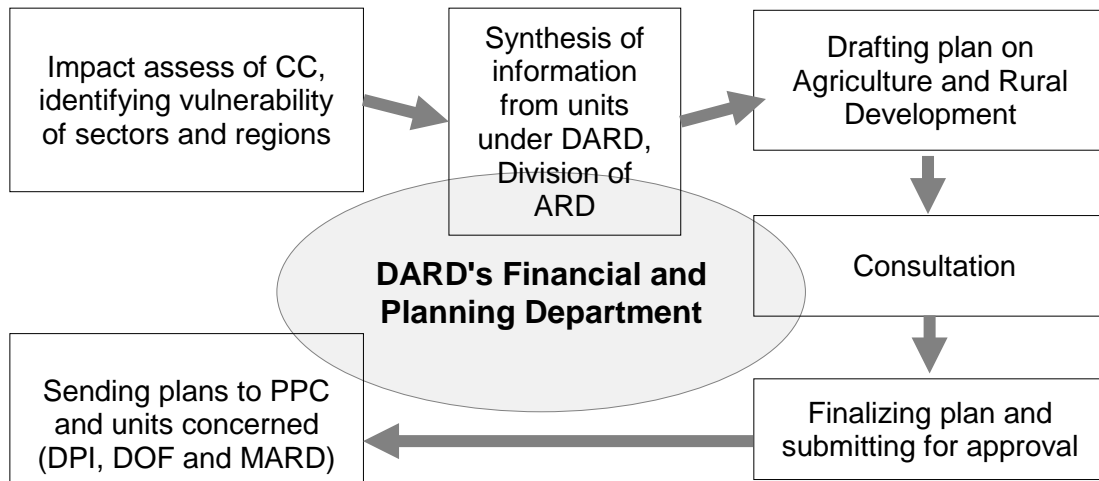 Impact assess of CC,
identifying vulnerability
of sectors and regions
Synthesis of
information
from units
under DARD,
Division of
ARD
Drafting plan on
Agriculture and Rural
Development
Consultation
Finalizing plan and
submitting for approval
Sending plans to PPC
and units concerned
(DPI, DOF and MARD)
DARD's Financial and
Planning Department